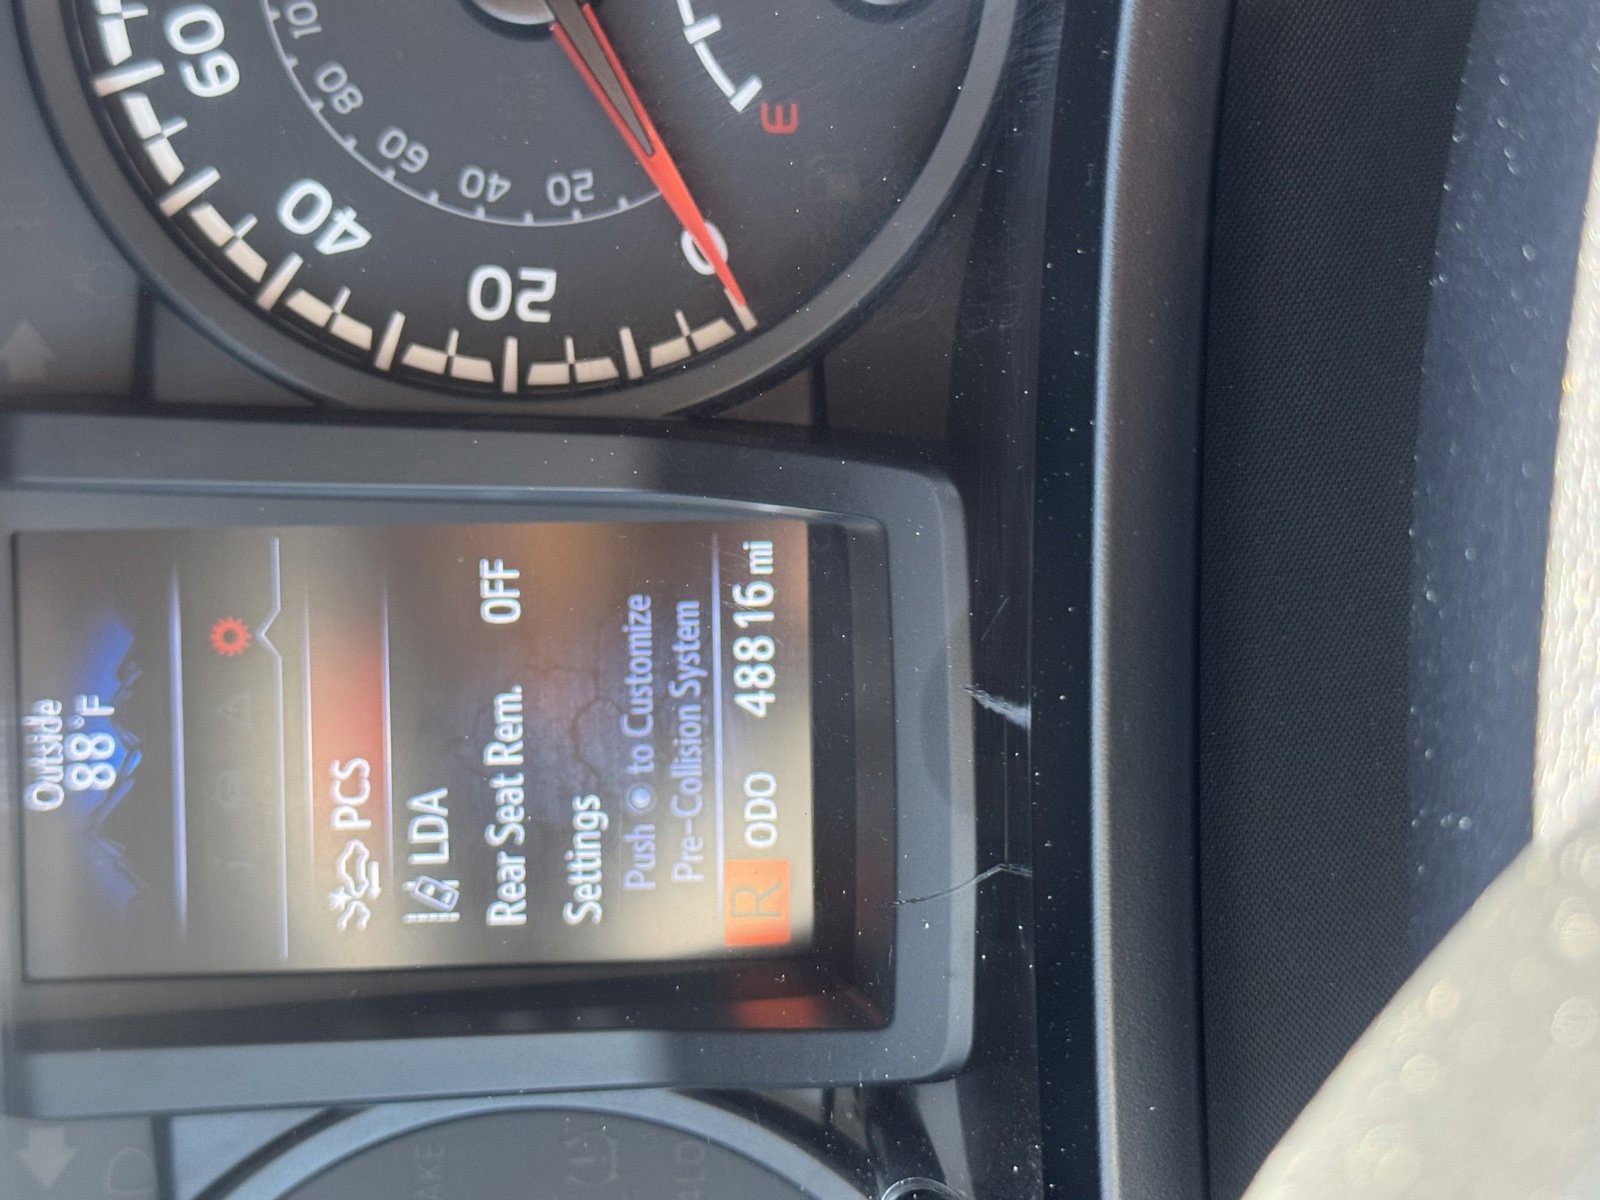 Outside
88°F
PCS
LDA
Rear Seat Rem. OFF
Settings
Push to Customize
Pre-Collision System
R ODO 48816 mi
0
20
40
60
20
40
60
80
E